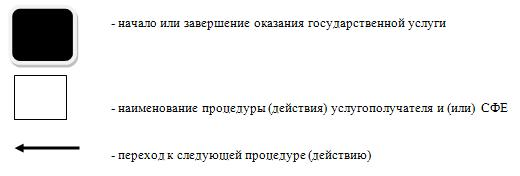 - начало или завершение оказания государственной услуги
- наименование процедуры (действия) услугополучателя и (или) СФЕ
- переход к следующей процедуре (действию)